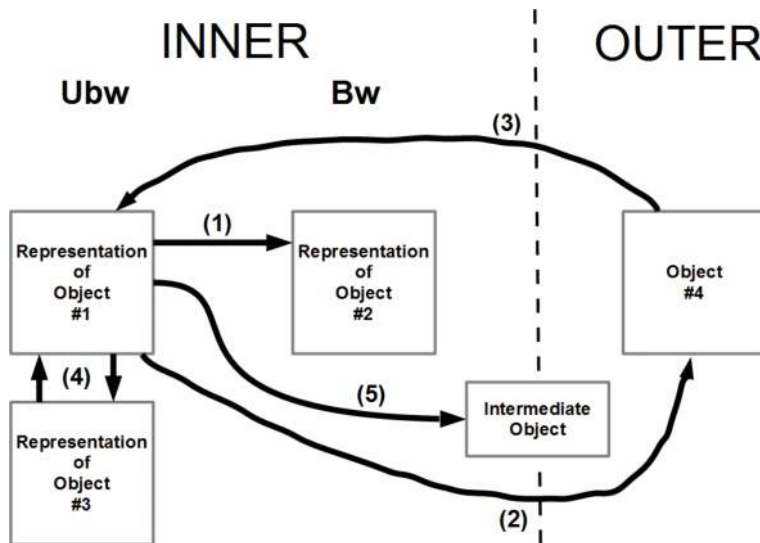 INNER
OUTER
Ubw
Bw
(3)
(1)
Representation
of
Object
#1
Representation
of
Object
#2
Object
#4
(4)
(5)
Intermediate
Object
Representation
of
Object
#3
(2)